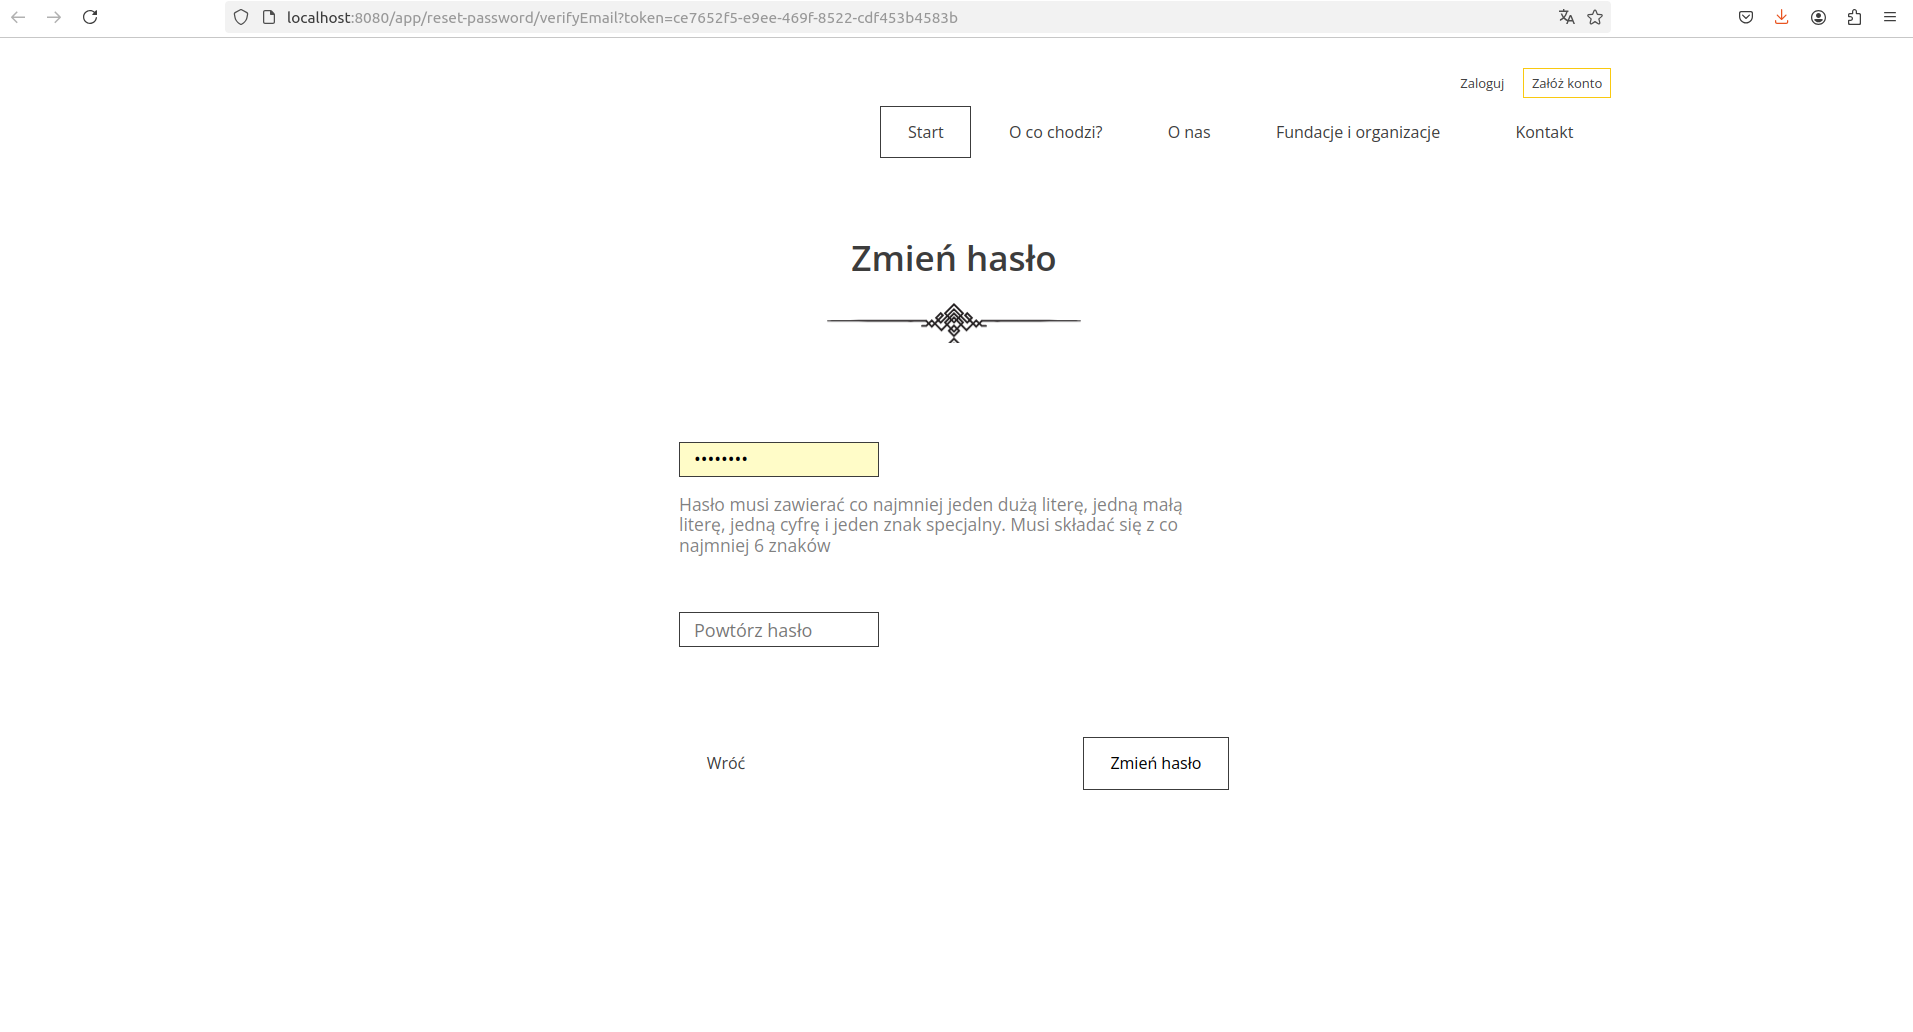 localhost:8080/app/reset-password/verifyEmail?token=ce7652f5-e9ee-469f-8522-cdf453b4583b
Zaloguj
Załóż konto
Start
O co chodzi?
O nas
Fundacje i organizacje
Kontakt
Zmień hasło
••••••••
Hasło musi zawierać co najmniej jeden dużą literę, jedną małą
literę, jedną cyfrę i jeden znak specjalny. Musi składać się z co
najmniej 6 znaków
Powtórz hasło
Wróć
Zmień hasło